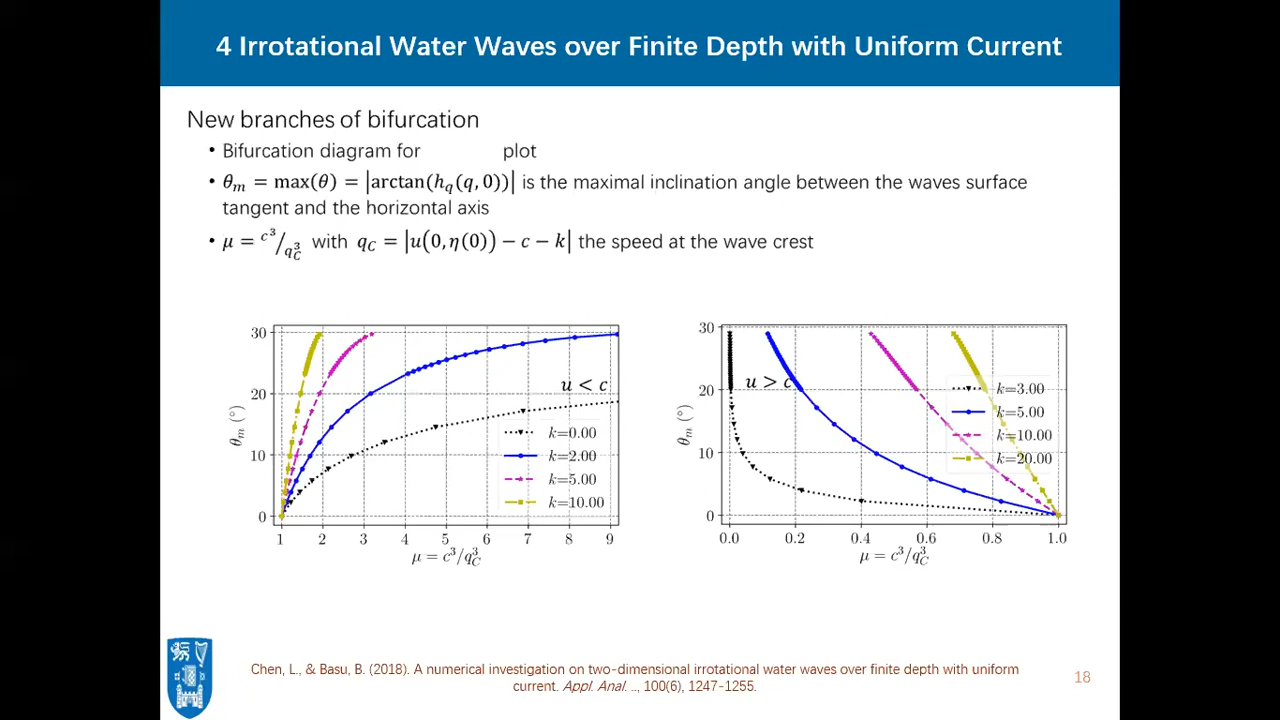 4 Irrotational Water Waves over Finite Depth with Uniform Current
New branches of bifurcation
• Bifurcation diagram for plot
• θₘ = max(θ) = |arctan(h_q(q, 0))| is the maximal inclination angle between the waves surface
tangent and the horizontal axis
• μ = c³/q_C³ with q_C = |u(0, η(0)) − c − k| the speed at the wave crest
30
20
10
0
θₘ (°)
u < c
k=0.00
k=2.00
k=5.00
k=10.00
1 2 3 4 5 6 7 8 9
μ = c³/q_C³
30
20
10
0
θₘ (°)
u > c
k=3.00
k=5.00
k=10.00
k=20.00
0.0 0.2 0.4 0.6 0.8 1.0
μ = c³/q_C³
Chen, L., & Basu, B. (2018). A numerical investigation on two-dimensional irrotational water waves over finite depth with uniform
current. Appl. Anal. .., 100(6), 1247-1255.
18